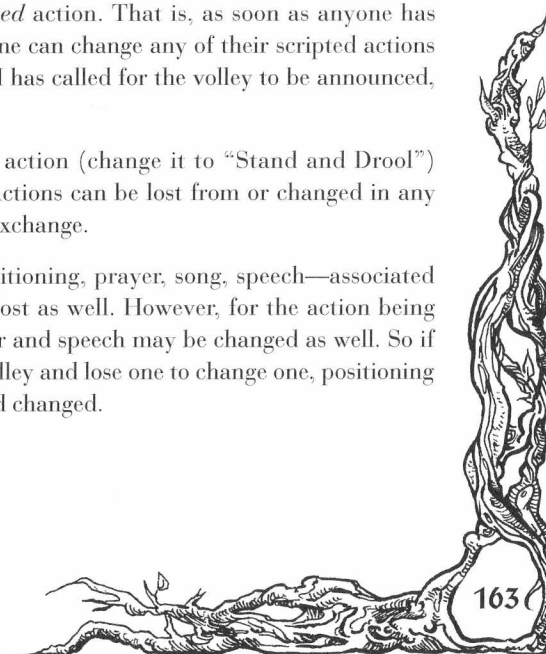 ed action. That is, as soon as anyone has
ne can change any of their scripted actions
l has called for the volley to be announced,
action (change it to “Stand and Drool”)
ctions can be lost from or changed in any
xchange.
itioning, prayer, song, speech—associated
ost as well. However, for the action being
r and speech may be changed as well. So if
lley and lose one to change one, positioning
d changed.
163